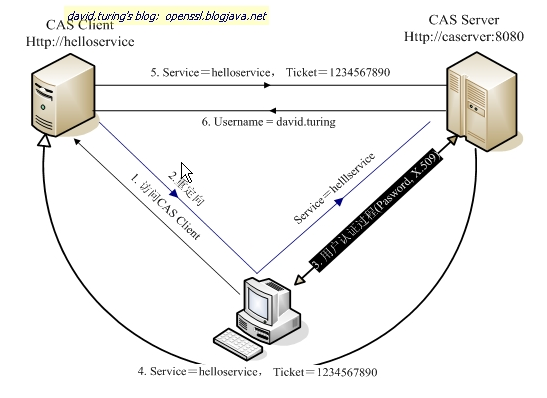 david.turing's blog: openssl.blogjava.net
CAS Client
Http://helloservice
CAS Server
Http://caserver:8080
5. Service＝helloservice， Ticket＝1234567890
6. Username = david.turing
2.重定向
1. 访问CAS Client
Service＝helllservice
3. 用户认证过程(Pasword, X.509)
4. Service＝helloservice， Ticket＝1234567890